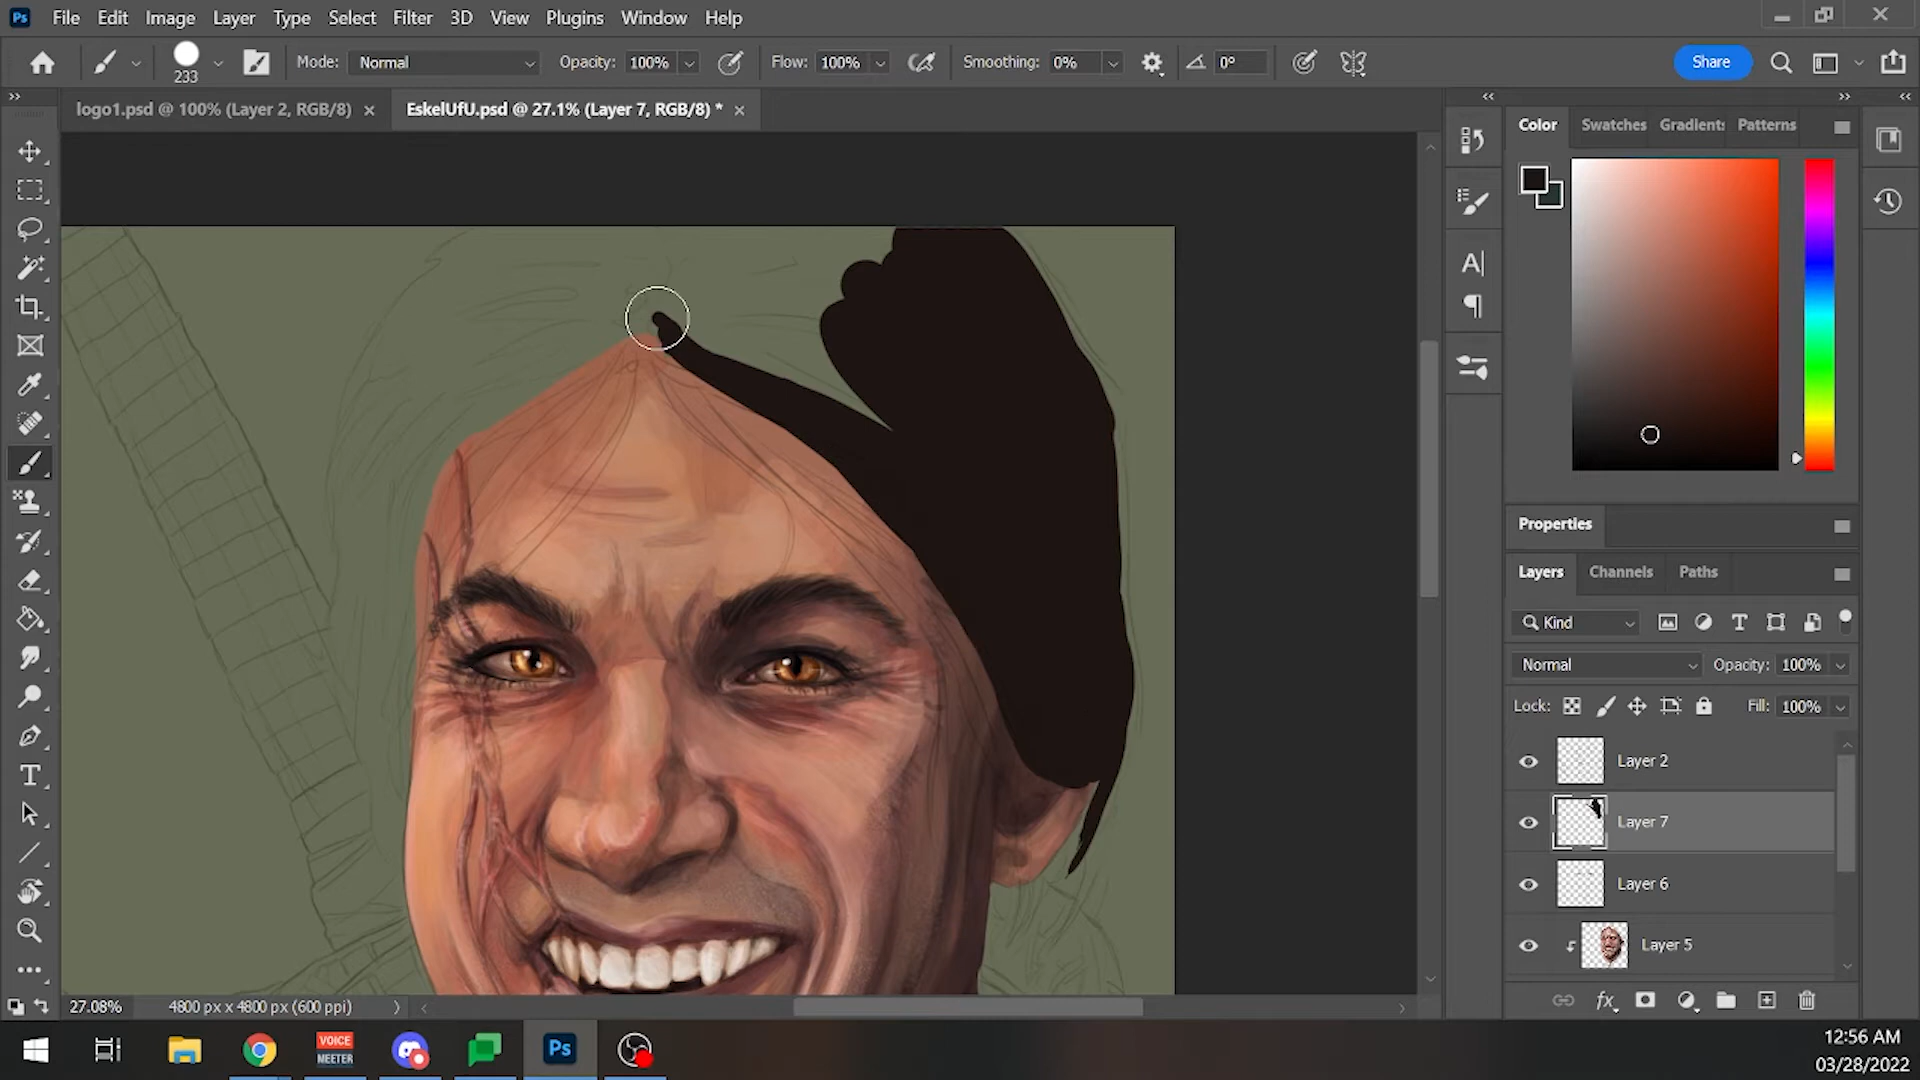 Ps File Edit Image Layer Type Select Filter 3D View Plugins Window Help
233 Mode: Normal Opacity: 100% Flow: 100% Smoothing: 0% 0° Share
logo1.psd @ 100% (Layer 2, RGB/8) × EskelUfU.psd @ 27.1% (Layer 7, RGB/8) * ×
Color Swatches Gradients Patterns
Properties
Layers Channels Paths
Kind
Normal Opacity: 100%
Lock: Fill: 100%
Layer 2
Layer 7
Layer 6
Layer 5
27.08% 4800 px x 4800 px (600 ppi)
VOICE
MEETER
Ps
12:56 AM
03/28/2022